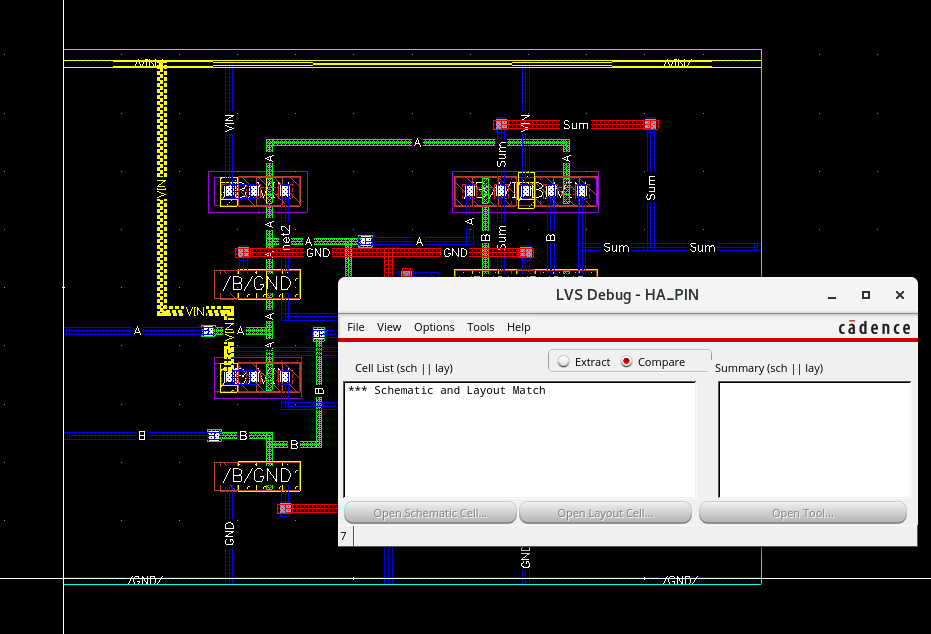 /VIN/ /VIN/
VIN VIN Sum
A
A Sum A
VIN Sum
A
A net2 A A B Sum B
GND GND Sum Sum
/B/GND
VIN
A A VIN
A
B
B B B
/B/GND
GND GND
/GND/ /GND/
LVS Debug - HA_PIN
File View Options Tools Help cādence
Extract Compare
Cell List (sch || lay) Summary (sch || lay)
*** Schematic and Layout Match
Open Schematic Cell... Open Layout Cell... Open Tool...
7